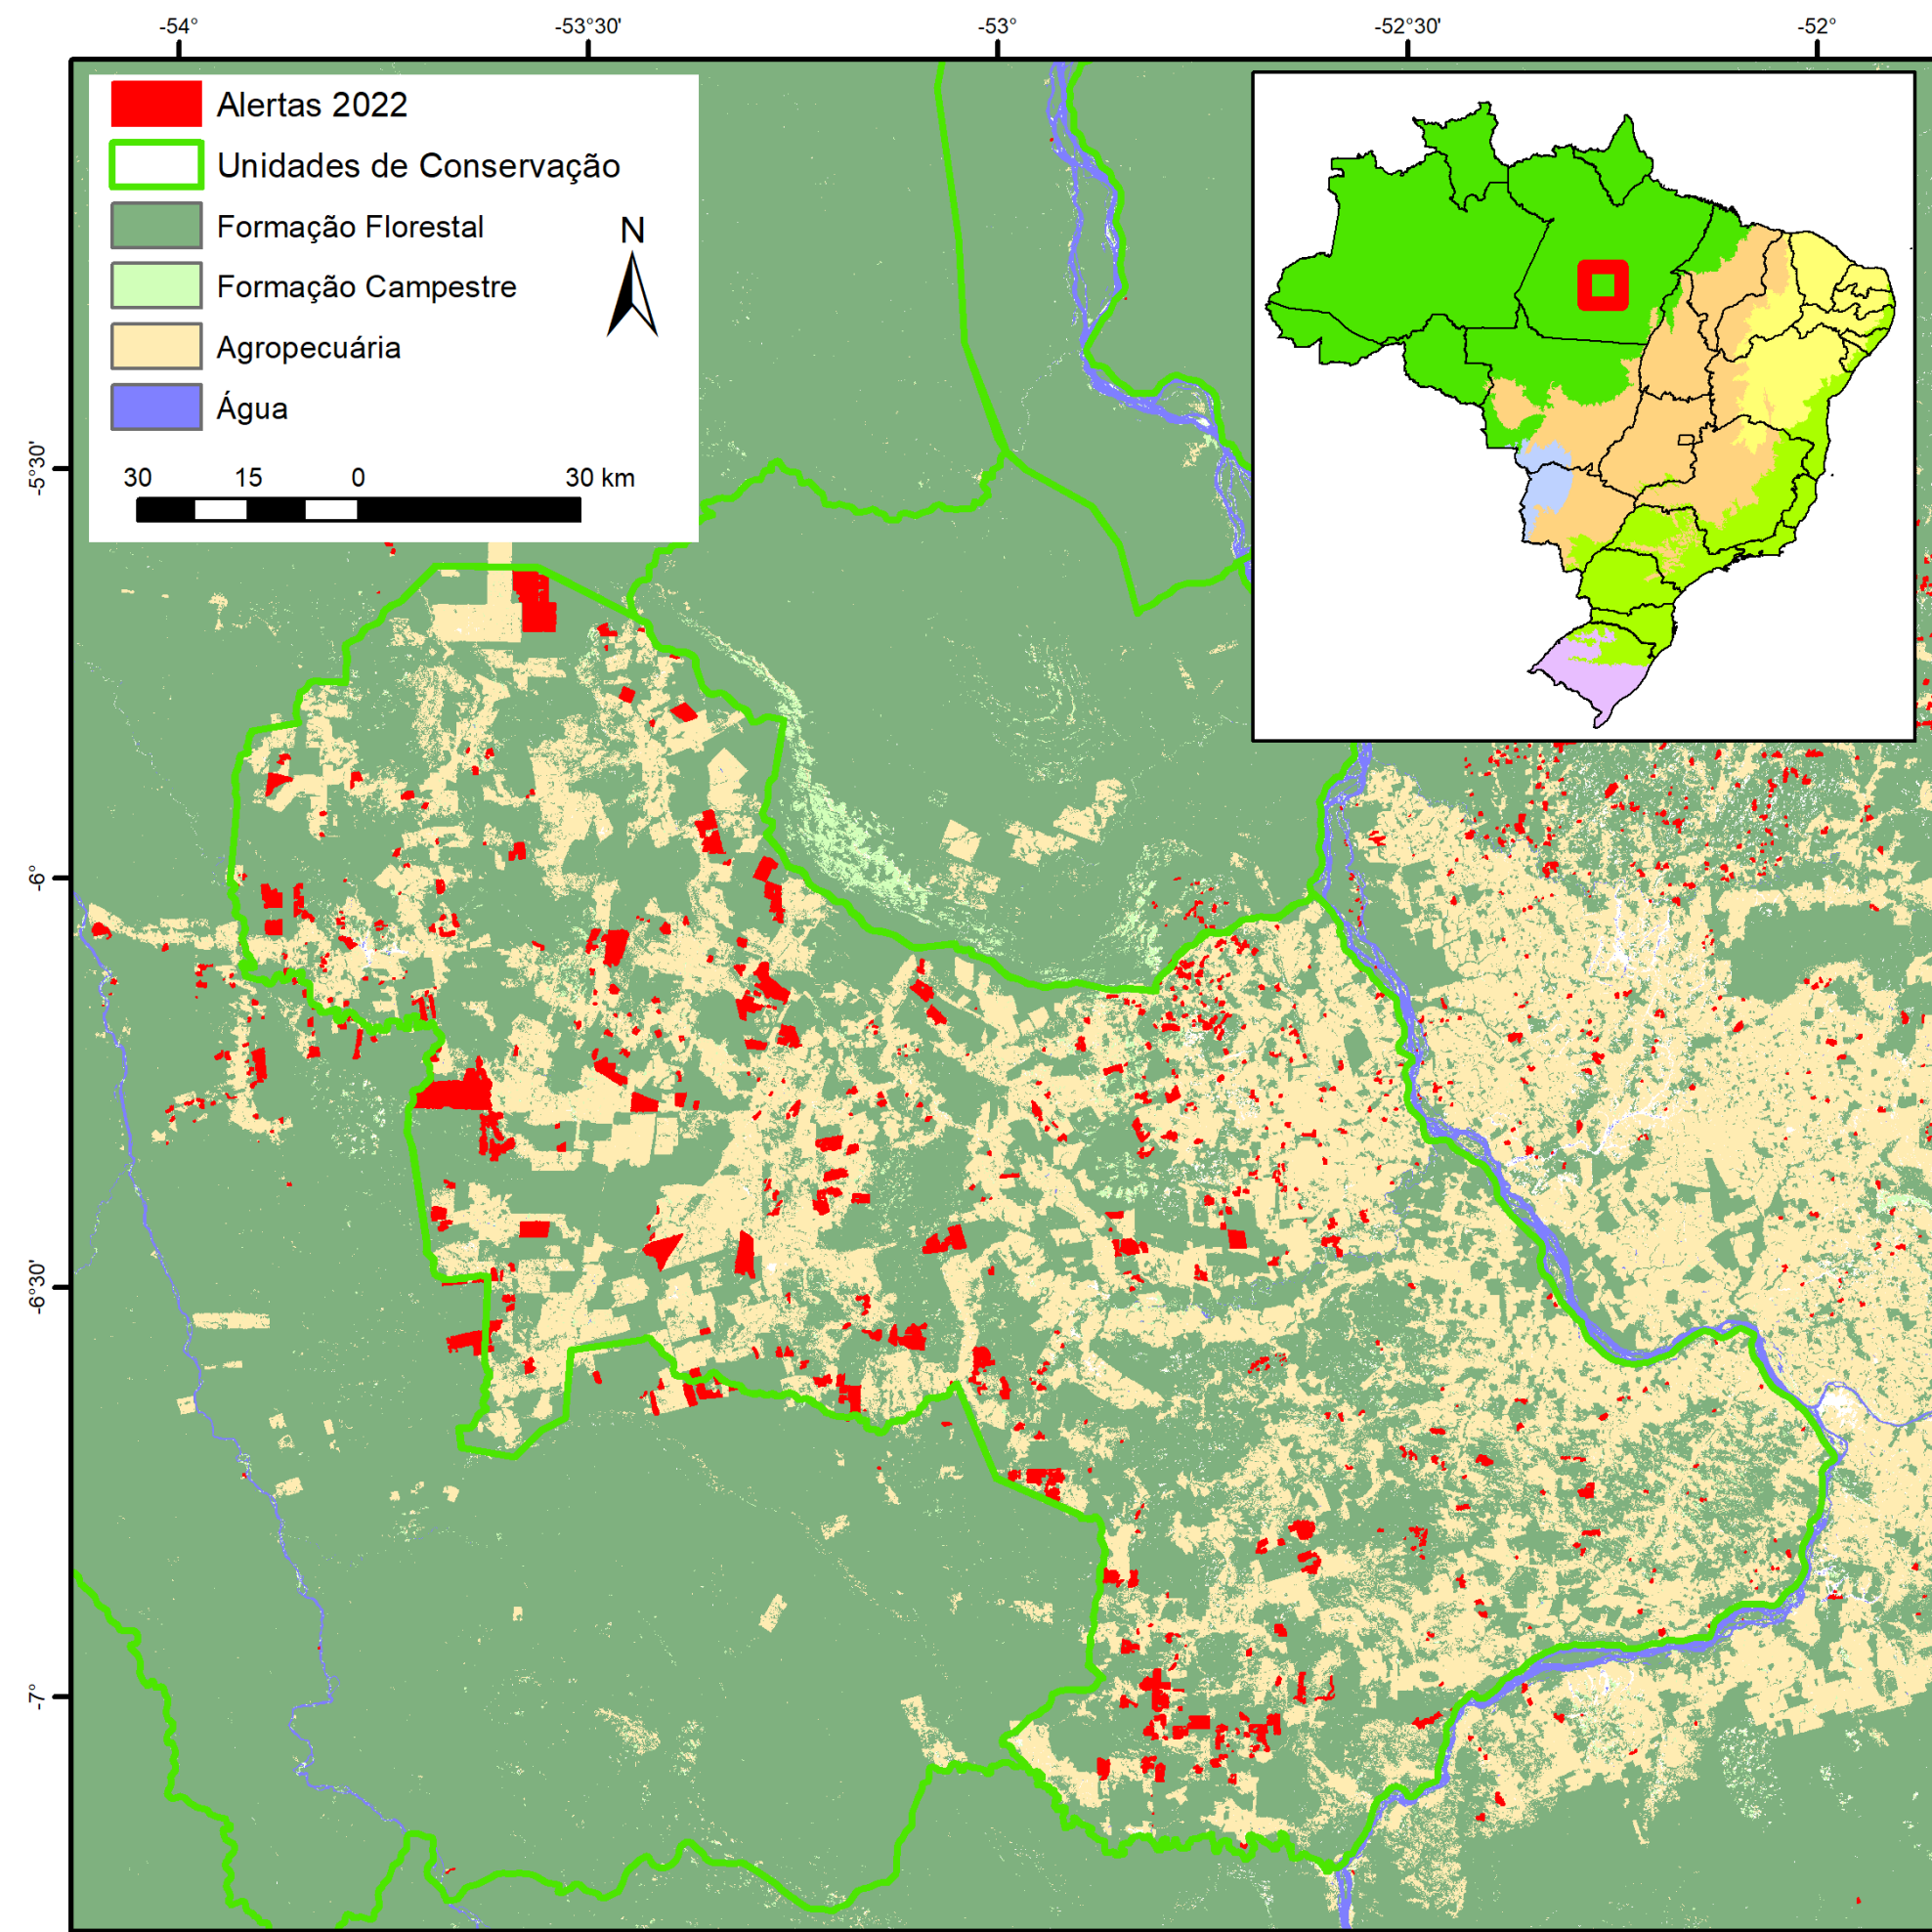 -54° -53°30' -53° -52°30' -52°
Alertas 2022
Unidades de Conservação
Formação Florestal
Formação Campestre
Agropecuária
Água
N
30 15 0 30 km
-5°30'
-6°
-6°30'
-7°